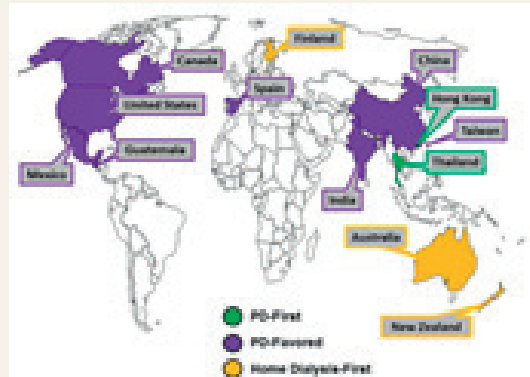 Finland
Canada
China
Spain
Hong Kong
United States
Taiwan
Guatemala
Thailand
Mexico
India
Australia
New Zealand
PD-First
PD-Favored
Home Dialysis-First